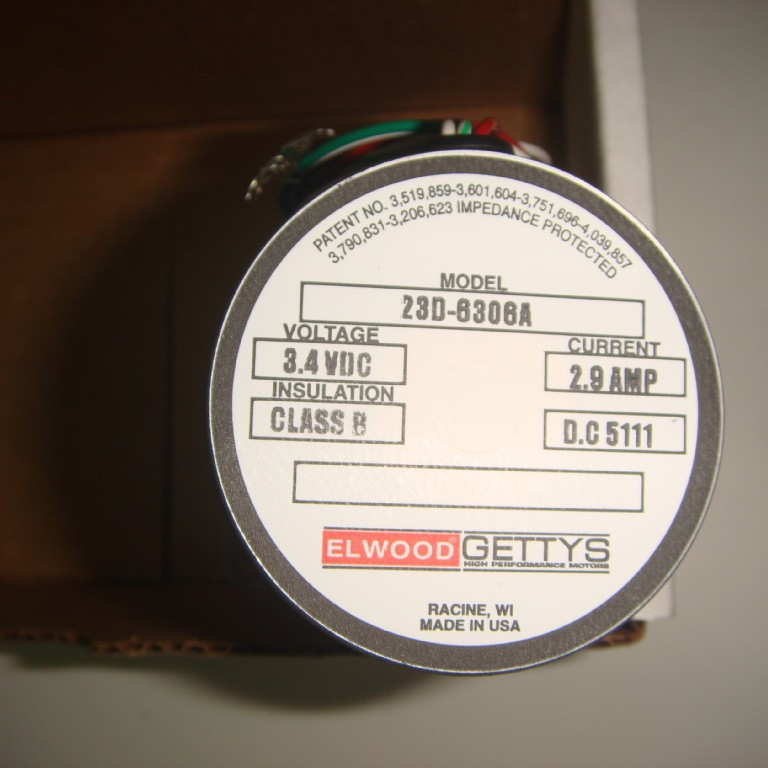 PATENT NO. 3,519,859-3,601,604-3,751,696-4,039,857
3,790,831-3,206,623 IMPEDANCE PROTECTED
MODEL
23D-6306A
VOLTAGE
3.4 VDC
CURRENT
2.9 AMP
INSULATION
CLASS B
D.C 5111
ELWOOD® GETTYS
HIGH PERFORMANCE MOTORS
RACINE, WI
MADE IN USA